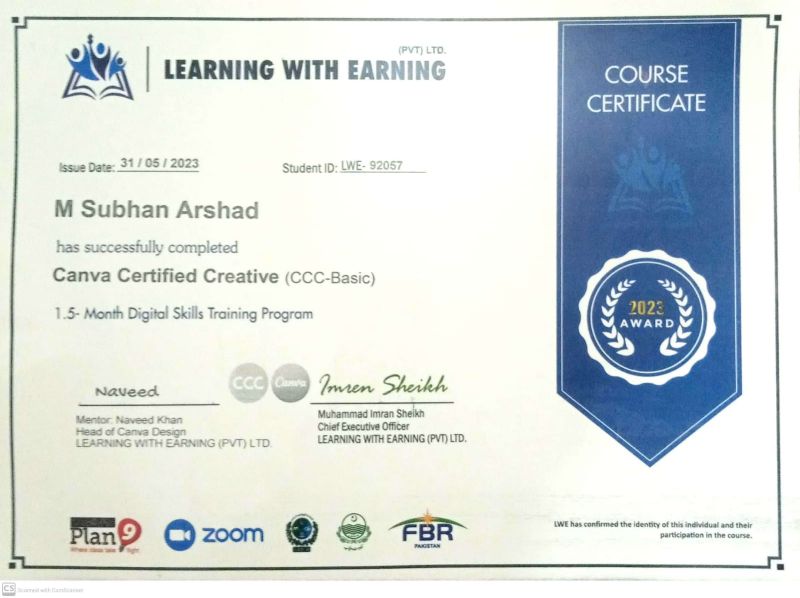 (PVT) LTD.
LEARNING WITH EARNING
COURSE
CERTIFICATE
Issue Date: 31 / 05 / 2023
Student ID: LWE- 92057
M Subhan Arshad
has successfully completed
Canva Certified Creative (CCC-Basic)
1.5- Month Digital Skills Training Program
2023
AWARD
Naveed
CCC
Canva
Imran Sheikh
Mentor: Naveed Khan
Head of Canva Design
LEARNING WITH EARNING (PVT) LTD.
Muhammad Imran Sheikh
Chief Executive Officer
LEARNING WITH EARNING (PVT) LTD.
Plan9
Where ideas take flight
zoom
FBR
PAKISTAN
LWE has confirmed the identity of this individual and their
participation in the course.
CS Scanned with CamScanner